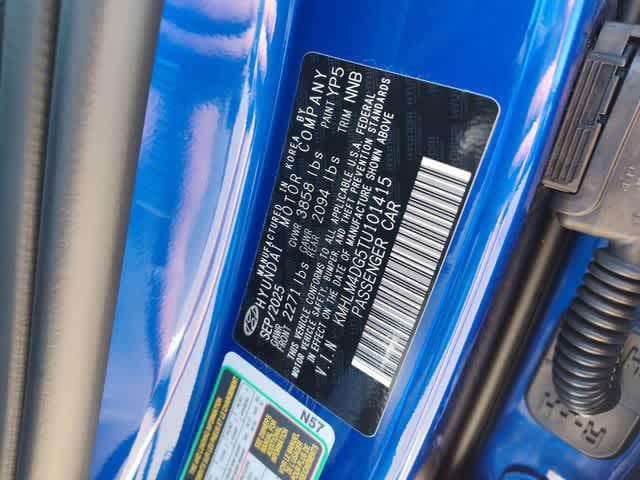 MANUFACTURED IN KOREA BY
HYUNDAI MOTOR COMPANY
SEP/2025 GVWR 3858 lbs PAINT YP5
GAWR FRONT 2271 lbs GAWR REAR 2094 lbs TRIM NNB
THIS VEHICLE CONFORMS TO ALL APPLICABLE U.S.A. FEDERAL
MOTOR VEHICLE SAFETY, BUMPER, AND THEFT PREVENTION STANDARDS
IN EFFECT ON THE DATE OF MANUFACTURE SHOWN ABOVE
V.I.N KMHLM4DG5TU101415
PASSENGER CAR
N57